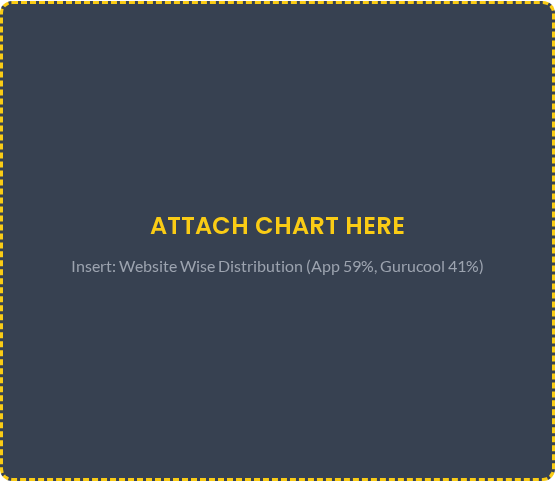 ATTACH CHART HERE
Insert: Website Wise Distribution (App 59%, Gurucool 41%)